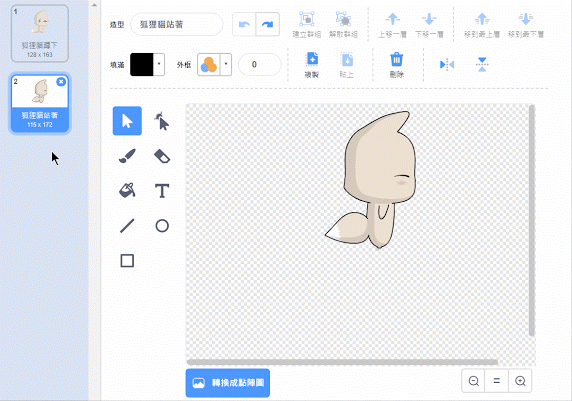 1
狐狸貓蹲下
128 x 163
2
狐狸貓站著
115 x 172
造型
狐狸貓站著
建立群組
解散群組
上移一層
下移一層
移到最上層
移到最下層
填滿
外框
0
複製
貼上
刪除
T
轉換成點陣圖